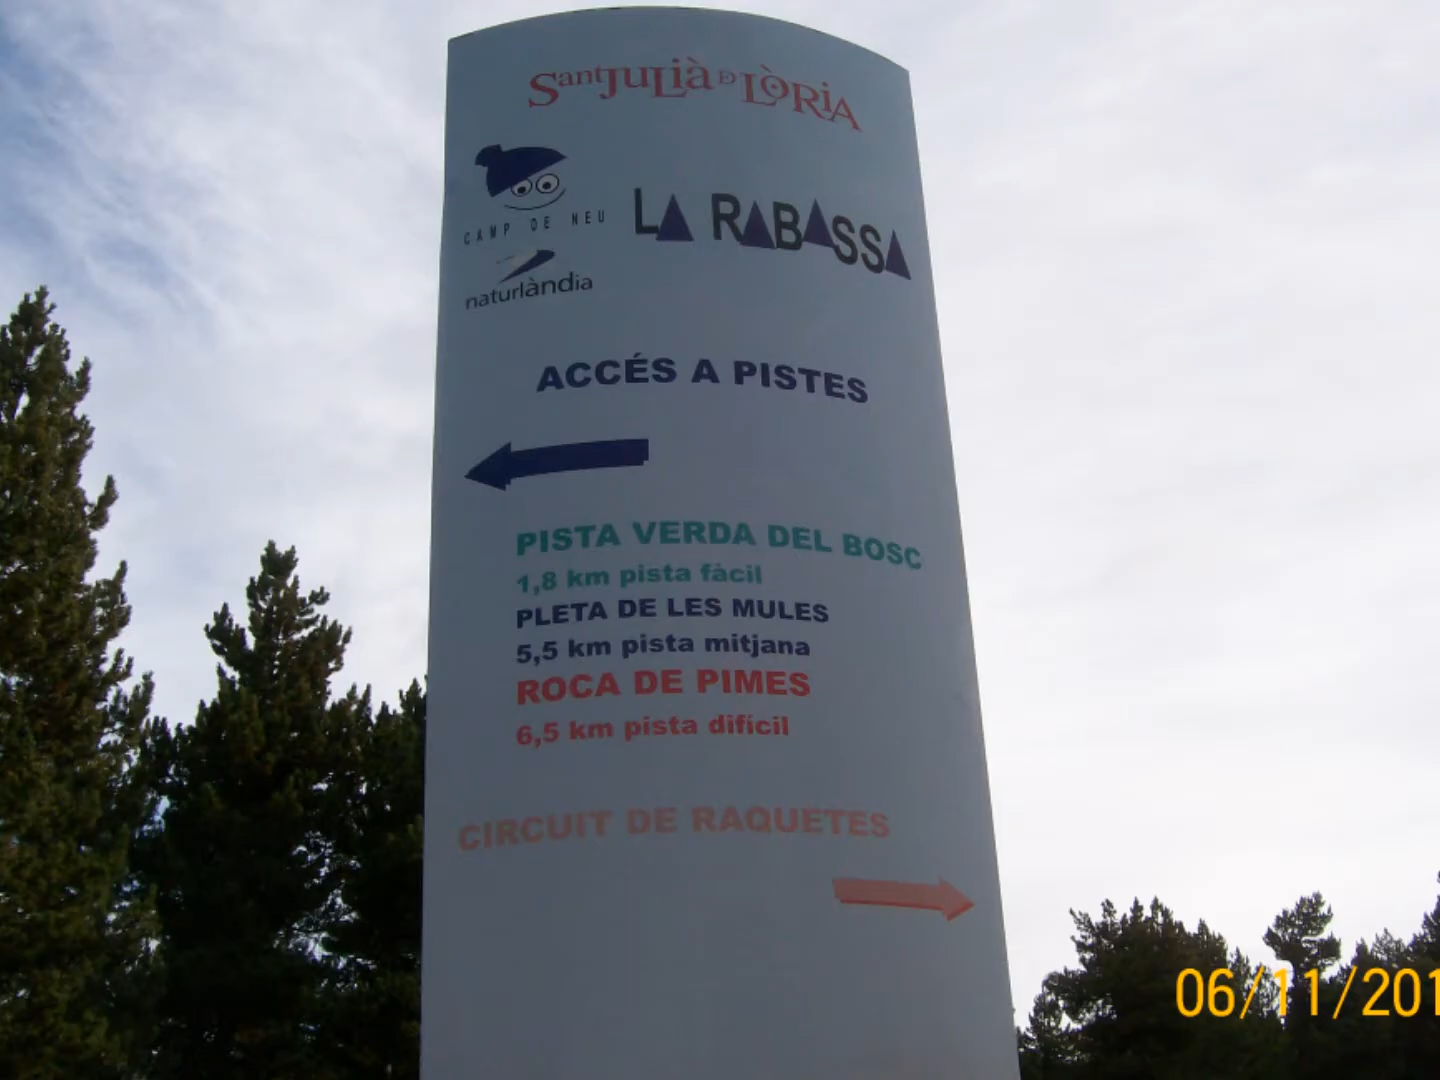 Sant Julià D Lòria
CAMP DE NEU
LA RABASSA
naturlàndia
ACCÉS A PISTES
PISTA VERDA DEL BOSC
1,8 km pista fàcil
PLETA DE LES MULES
5,5 km pista mitjana
ROCA DE PIMES
6,5 km pista difícil
CIRCUIT DE RAQUETES
06/11/201